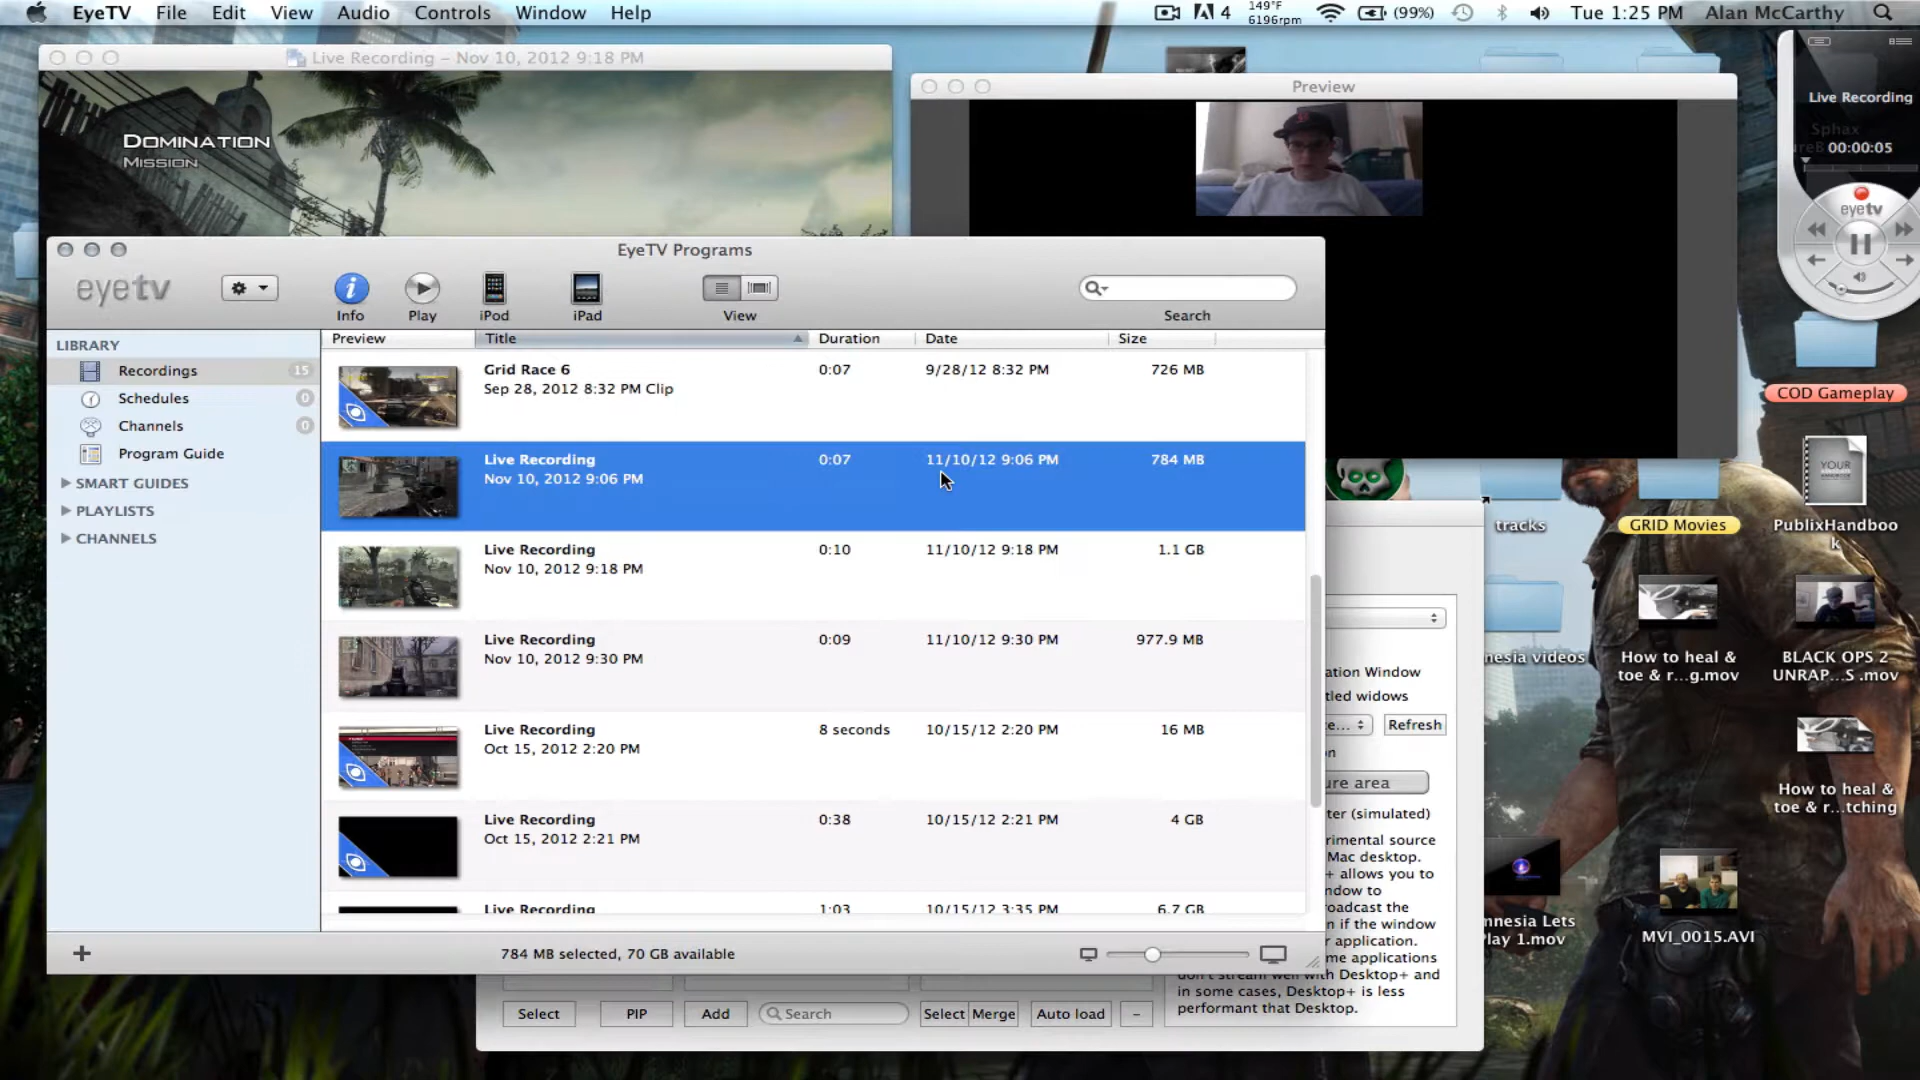 EyeTV File Edit View Audio Controls Window Help
4 149°F 6196rpm (99%) Tue 1:25 PM Alan McCarthy
Live Recording – Nov 10, 2012 9:18 PM
DOMINATION
MISSION
Preview
Live Recording
Sphax
00:00:05
eyetv
EyeTV Programs
eyetv
Info Play iPod iPad View Search
LIBRARY
Recordings 15
Schedules 0
Channels 0
Program Guide
SMART GUIDES
PLAYLISTS
CHANNELS
Preview Title Duration Date Size
Grid Race 6 0:07 9/28/12 8:32 PM 726 MB
Sep 28, 2012 8:32 PM Clip
Live Recording 0:07 11/10/12 9:06 PM 784 MB
Nov 10, 2012 9:06 PM
Live Recording 0:10 11/10/12 9:18 PM 1.1 GB
Nov 10, 2012 9:18 PM
Live Recording 0:09 11/10/12 9:30 PM 977.9 MB
Nov 10, 2012 9:30 PM
Live Recording 8 seconds 10/15/12 2:20 PM 16 MB
Oct 15, 2012 2:20 PM
Live Recording 0:38 10/15/12 2:21 PM 4 GB
Oct 15, 2012 2:21 PM
Live Recording 1:03 10/15/12 3:35 PM 6.7 GB
784 MB selected, 70 GB available
COD Gameplay
tracks
GRID Movies
PublixHandboo
k
YOUR
HANDBOOK
nesia videos
How to heal &
toe & r...g.mov
BLACK OPS 2
UNRAP...S .mov
How to heal &
toe & r...tching
mnesia Lets
Play 1.mov
MVI_0015.AVI
ation Window
tled widows
e... Refresh
on
ure area
ter (simulated)
rimental source
Mac desktop.
+ allows you to
ndow to
oadcast the
n if the window
r application.
me applications
don't stream well with Desktop+ and
in some cases, Desktop+ is less
performant that Desktop.
Select PIP Add Search Select Merge Auto load –